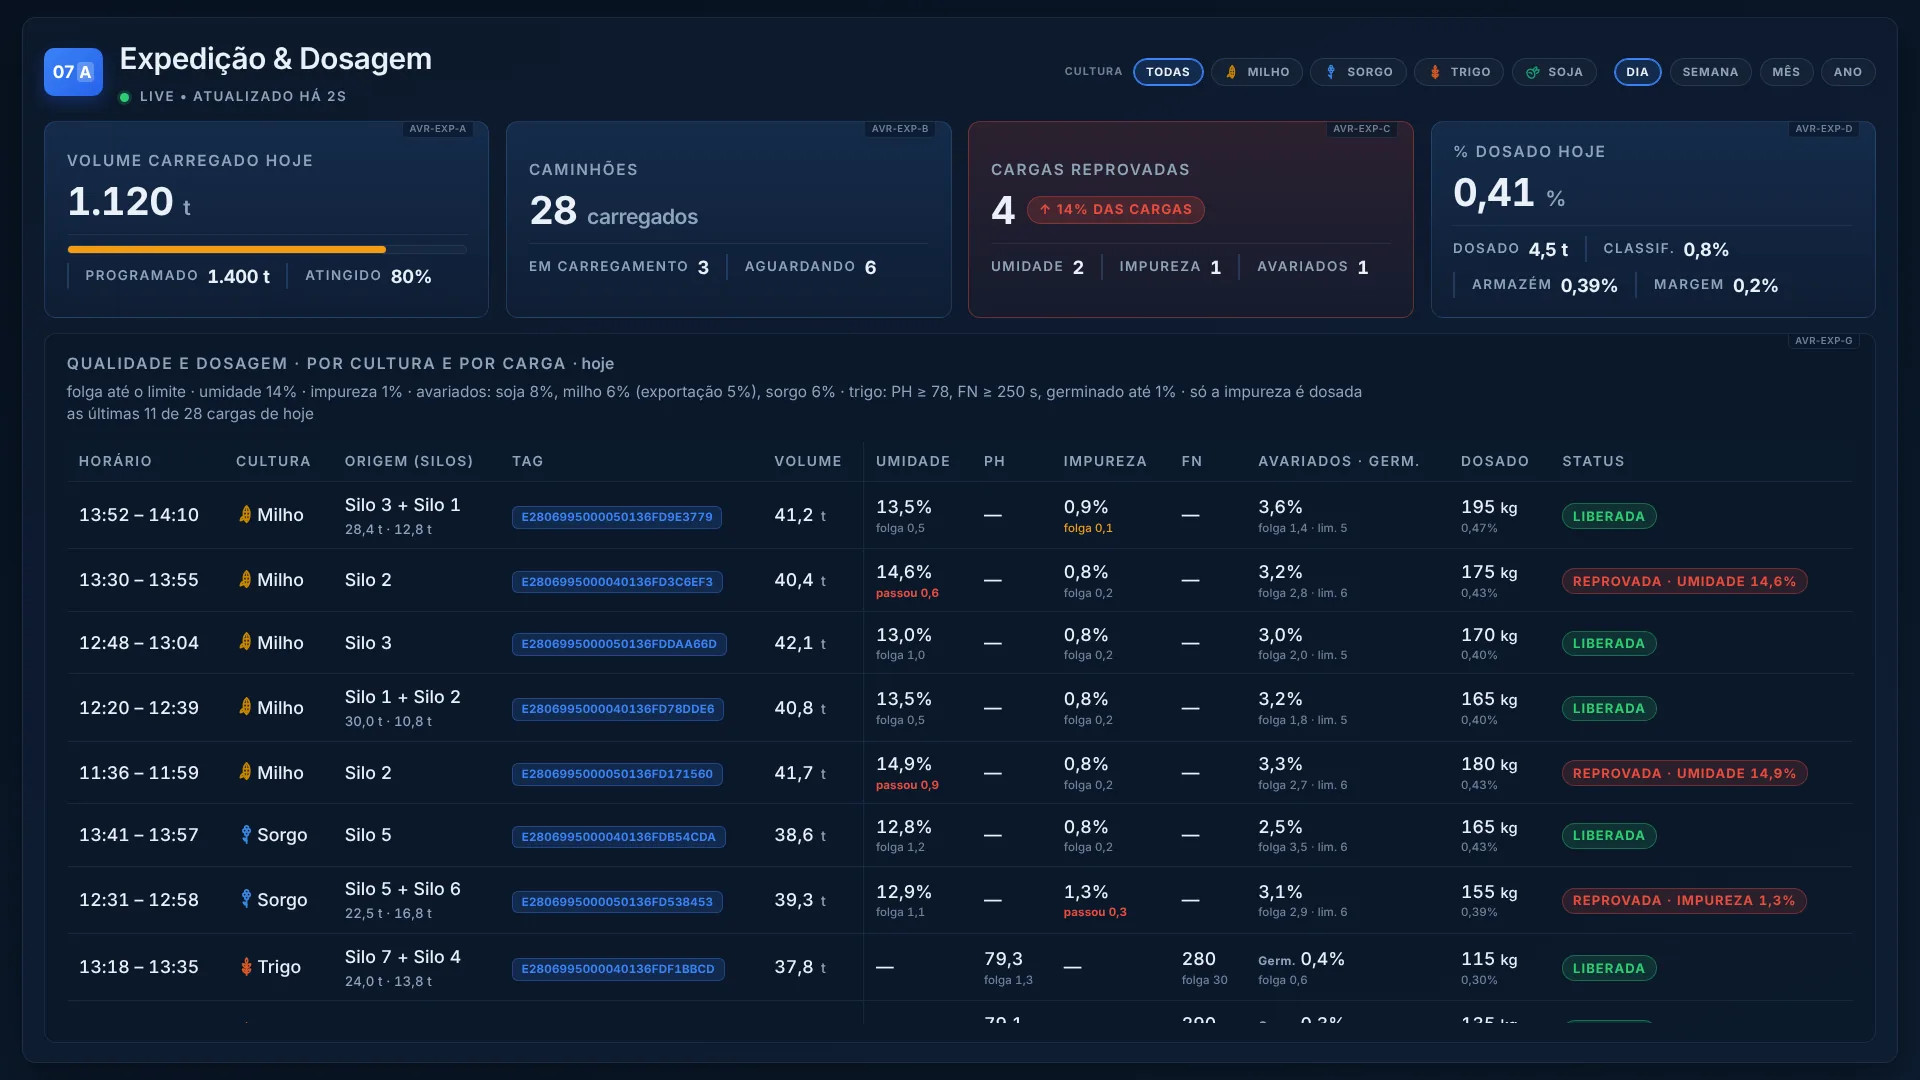 07 A
Expedição & Dosagem
LIVE • ATUALIZADO HÁ 2S
CULTURA TODAS MILHO SORGO TRIGO SOJA DIA SEMANA MÊS ANO
AVR-EXP-A
VOLUME CARREGADO HOJE
1.120 t
PROGRAMADO 1.400 t ATINGIDO 80%
AVR-EXP-B
CAMINHÕES
28 carregados
EM CARREGAMENTO 3 AGUARDANDO 6
AVR-EXP-C
CARGAS REPROVADAS
4 ↑ 14% DAS CARGAS
UMIDADE 2 IMPUREZA 1 AVARIADOS 1
AVR-EXP-D
% DOSADO HOJE
0,41 %
DOSADO 4,5 t CLASSIF. 0,8%
ARMAZÉM 0,39% MARGEM 0,2%
AVR-EXP-G
QUALIDADE E DOSAGEM · POR CULTURA E POR CARGA · hoje
folga até o limite · umidade 14% · impureza 1% · avariados: soja 8%, milho 6% (exportação 5%), sorgo 6% · trigo: PH ≥ 78, FN ≥ 250 s, germinado até 1% · só a impureza é dosada
as últimas 11 de 28 cargas de hoje
HORÁRIO CULTURA ORIGEM (SILOS) TAG VOLUME UMIDADE PH IMPUREZA FN AVARIADOS · GERM. DOSADO STATUS
13:52 – 14:10 Milho Silo 3 + Silo 1 E2806995000050136FD9E3779 41,2 t 13,5% — 0,9% — 3,6% 195 kg LIBERADA
28,4 t · 12,8 t folga 0,5 folga 0,1 folga 1,4 · lim. 5 0,47%
13:30 – 13:55 Milho Silo 2 E2806995000040136FD3C6EF3 40,4 t 14,6% — 0,8% — 3,2% 175 kg REPROVADA · UMIDADE 14,6%
passou 0,6 folga 0,2 folga 2,8 · lim. 6 0,43%
12:48 – 13:04 Milho Silo 3 E2806995000050136FDDAA66D 42,1 t 13,0% — 0,8% — 3,0% 170 kg LIBERADA
folga 1,0 folga 0,2 folga 2,0 · lim. 5 0,40%
12:20 – 12:39 Milho Silo 1 + Silo 2 E2806995000040136FD78DDE6 40,8 t 13,5% — 0,8% — 3,2% 165 kg LIBERADA
30,0 t · 10,8 t folga 0,5 folga 0,2 folga 1,8 · lim. 5 0,40%
11:36 – 11:59 Milho Silo 2 E2806995000050136FD171560 41,7 t 14,9% — 0,8% — 3,3% 180 kg REPROVADA · UMIDADE 14,9%
passou 0,9 folga 0,2 folga 2,7 · lim. 6 0,43%
13:41 – 13:57 Sorgo Silo 5 E2806995000040136FDB54CDA 38,6 t 12,8% — 0,8% — 2,5% 165 kg LIBERADA
folga 1,2 folga 0,2 folga 3,5 · lim. 6 0,43%
12:31 – 12:58 Sorgo Silo 5 + Silo 6 E2806995000040136FD538453 39,3 t 12,9% — 1,3% — 3,1% 155 kg REPROVADA · IMPUREZA 1,3%
22,5 t · 16,8 t folga 1,1 passou 0,3 folga 2,9 · lim. 6 0,39%
13:18 – 13:35 Trigo Silo 7 + Silo 4 E2806995000040136FDF1BBCD 37,8 t — 79,3 — 280 Germ. 0,4% 115 kg LIBERADA
24,0 t · 13,8 t folga 1,3 folga 30 folga 0,6 0,30%